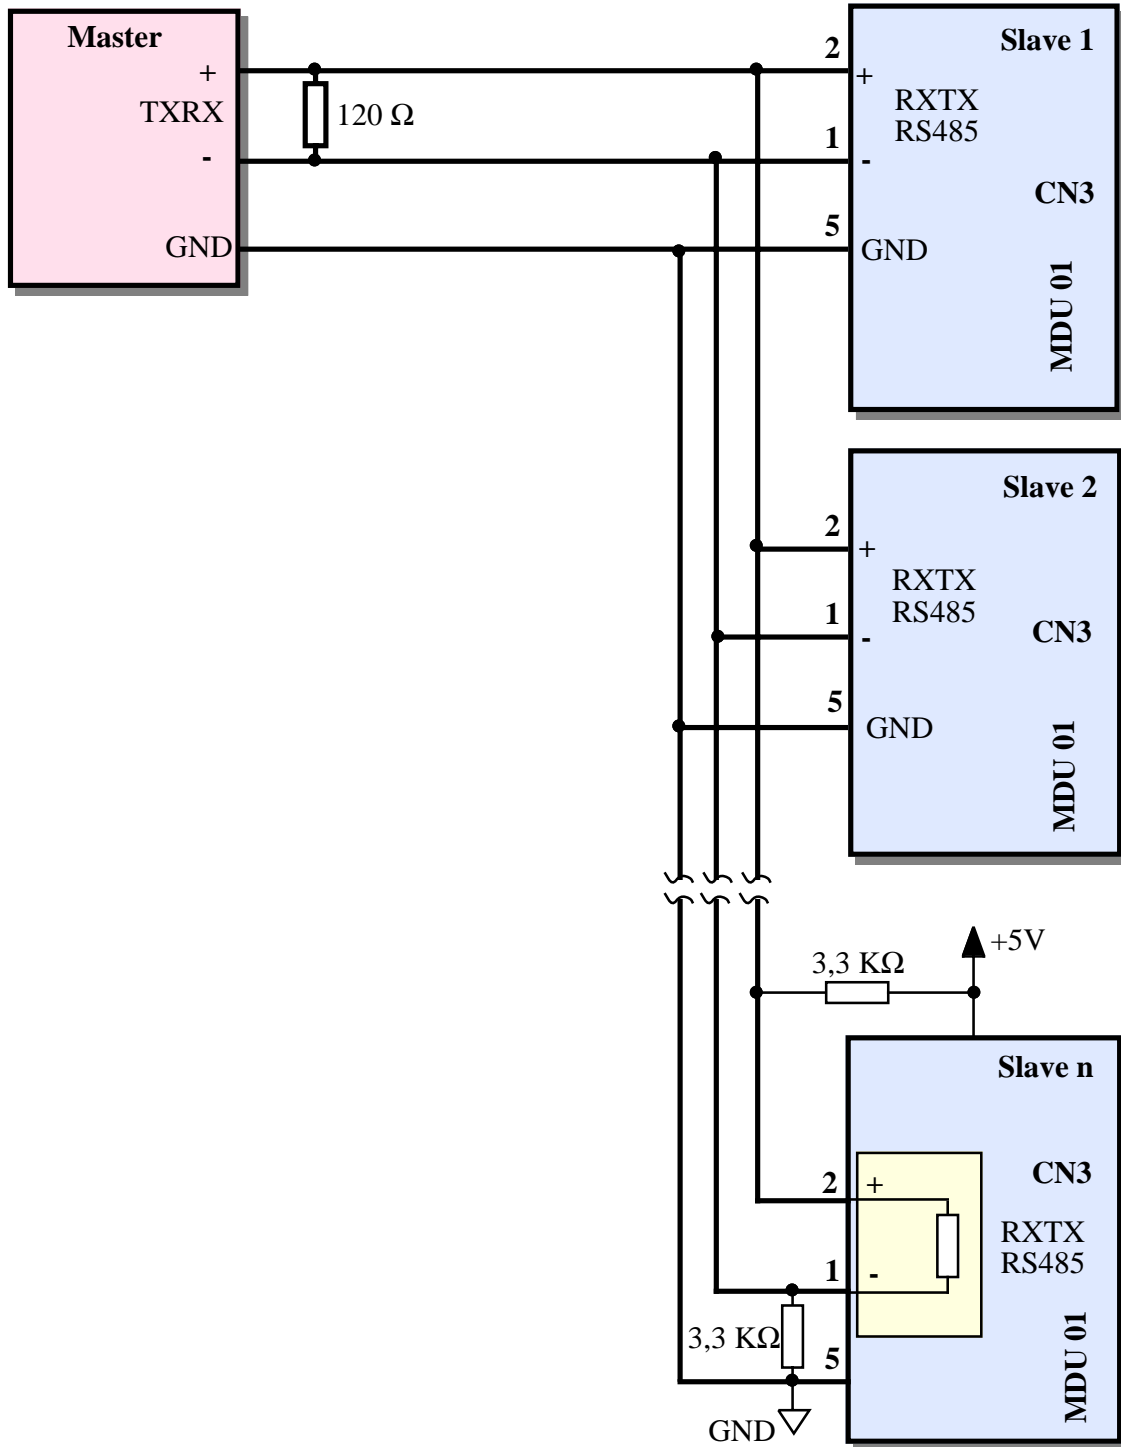 Master
+
TXRX
-
GND
120 Ω
2
1
5
Slave 1
+
RXTX
RS485
-
CN3
GND
MDU 01
2
1
5
Slave 2
+
RXTX
RS485
-
CN3
GND
MDU 01
+5V
3,3 KΩ
Slave n
CN3
2
+
RXTX
RS485
1
-
3,3 KΩ
5
MDU 01
GND